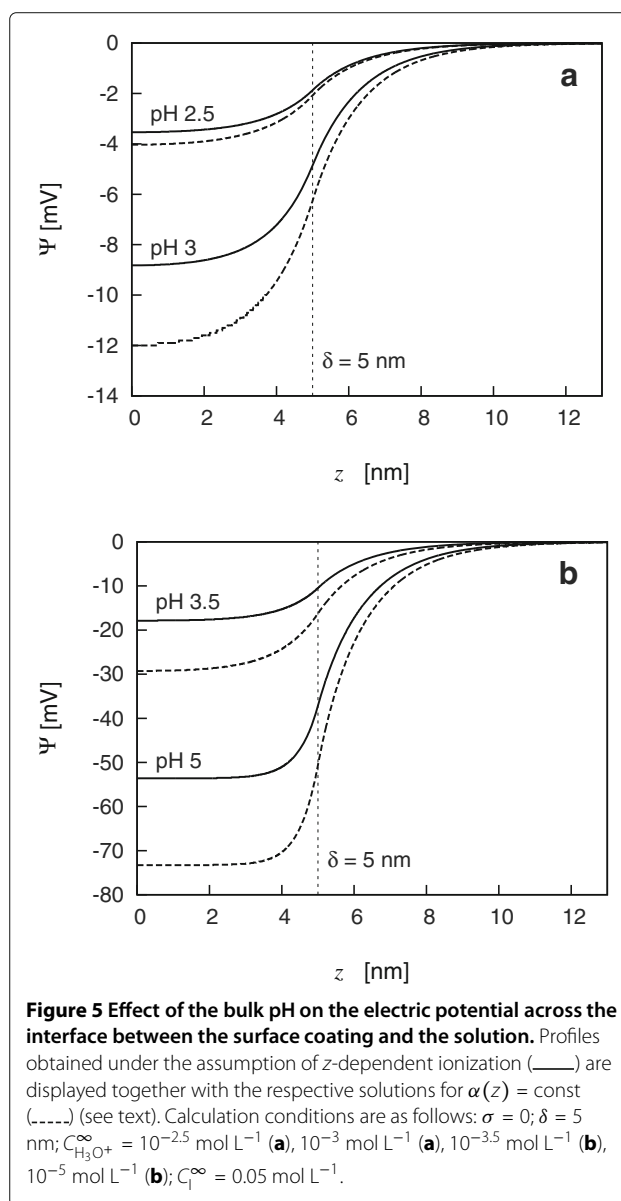 0
-2
-4
-6
-8
-10
-12
-14
Ψ [mV]
a
pH 2.5
pH 3
δ = 5 nm
0 2 4 6 8 10 12
z [nm]
0
-10
-20
-30
-40
-50
-60
-70
-80
Ψ [mV]
b
pH 3.5
pH 5
δ = 5 nm
0 2 4 6 8 10 12
z [nm]
Figure 5 Effect of the bulk pH on the electric potential across the
interface between the surface coating and the solution. Profiles
obtained under the assumption of z-dependent ionization (____) are
displayed together with the respective solutions for α(z) = const
(.....) (see text). Calculation conditions are as follows: σ = 0; δ = 5
nm; C∞H₃O⁺ = 10⁻²·⁵ mol L⁻¹ (a), 10⁻³ mol L⁻¹ (a), 10⁻³·⁵ mol L⁻¹ (b),
10⁻⁵ mol L⁻¹ (b); C∞I = 0.05 mol L⁻¹.